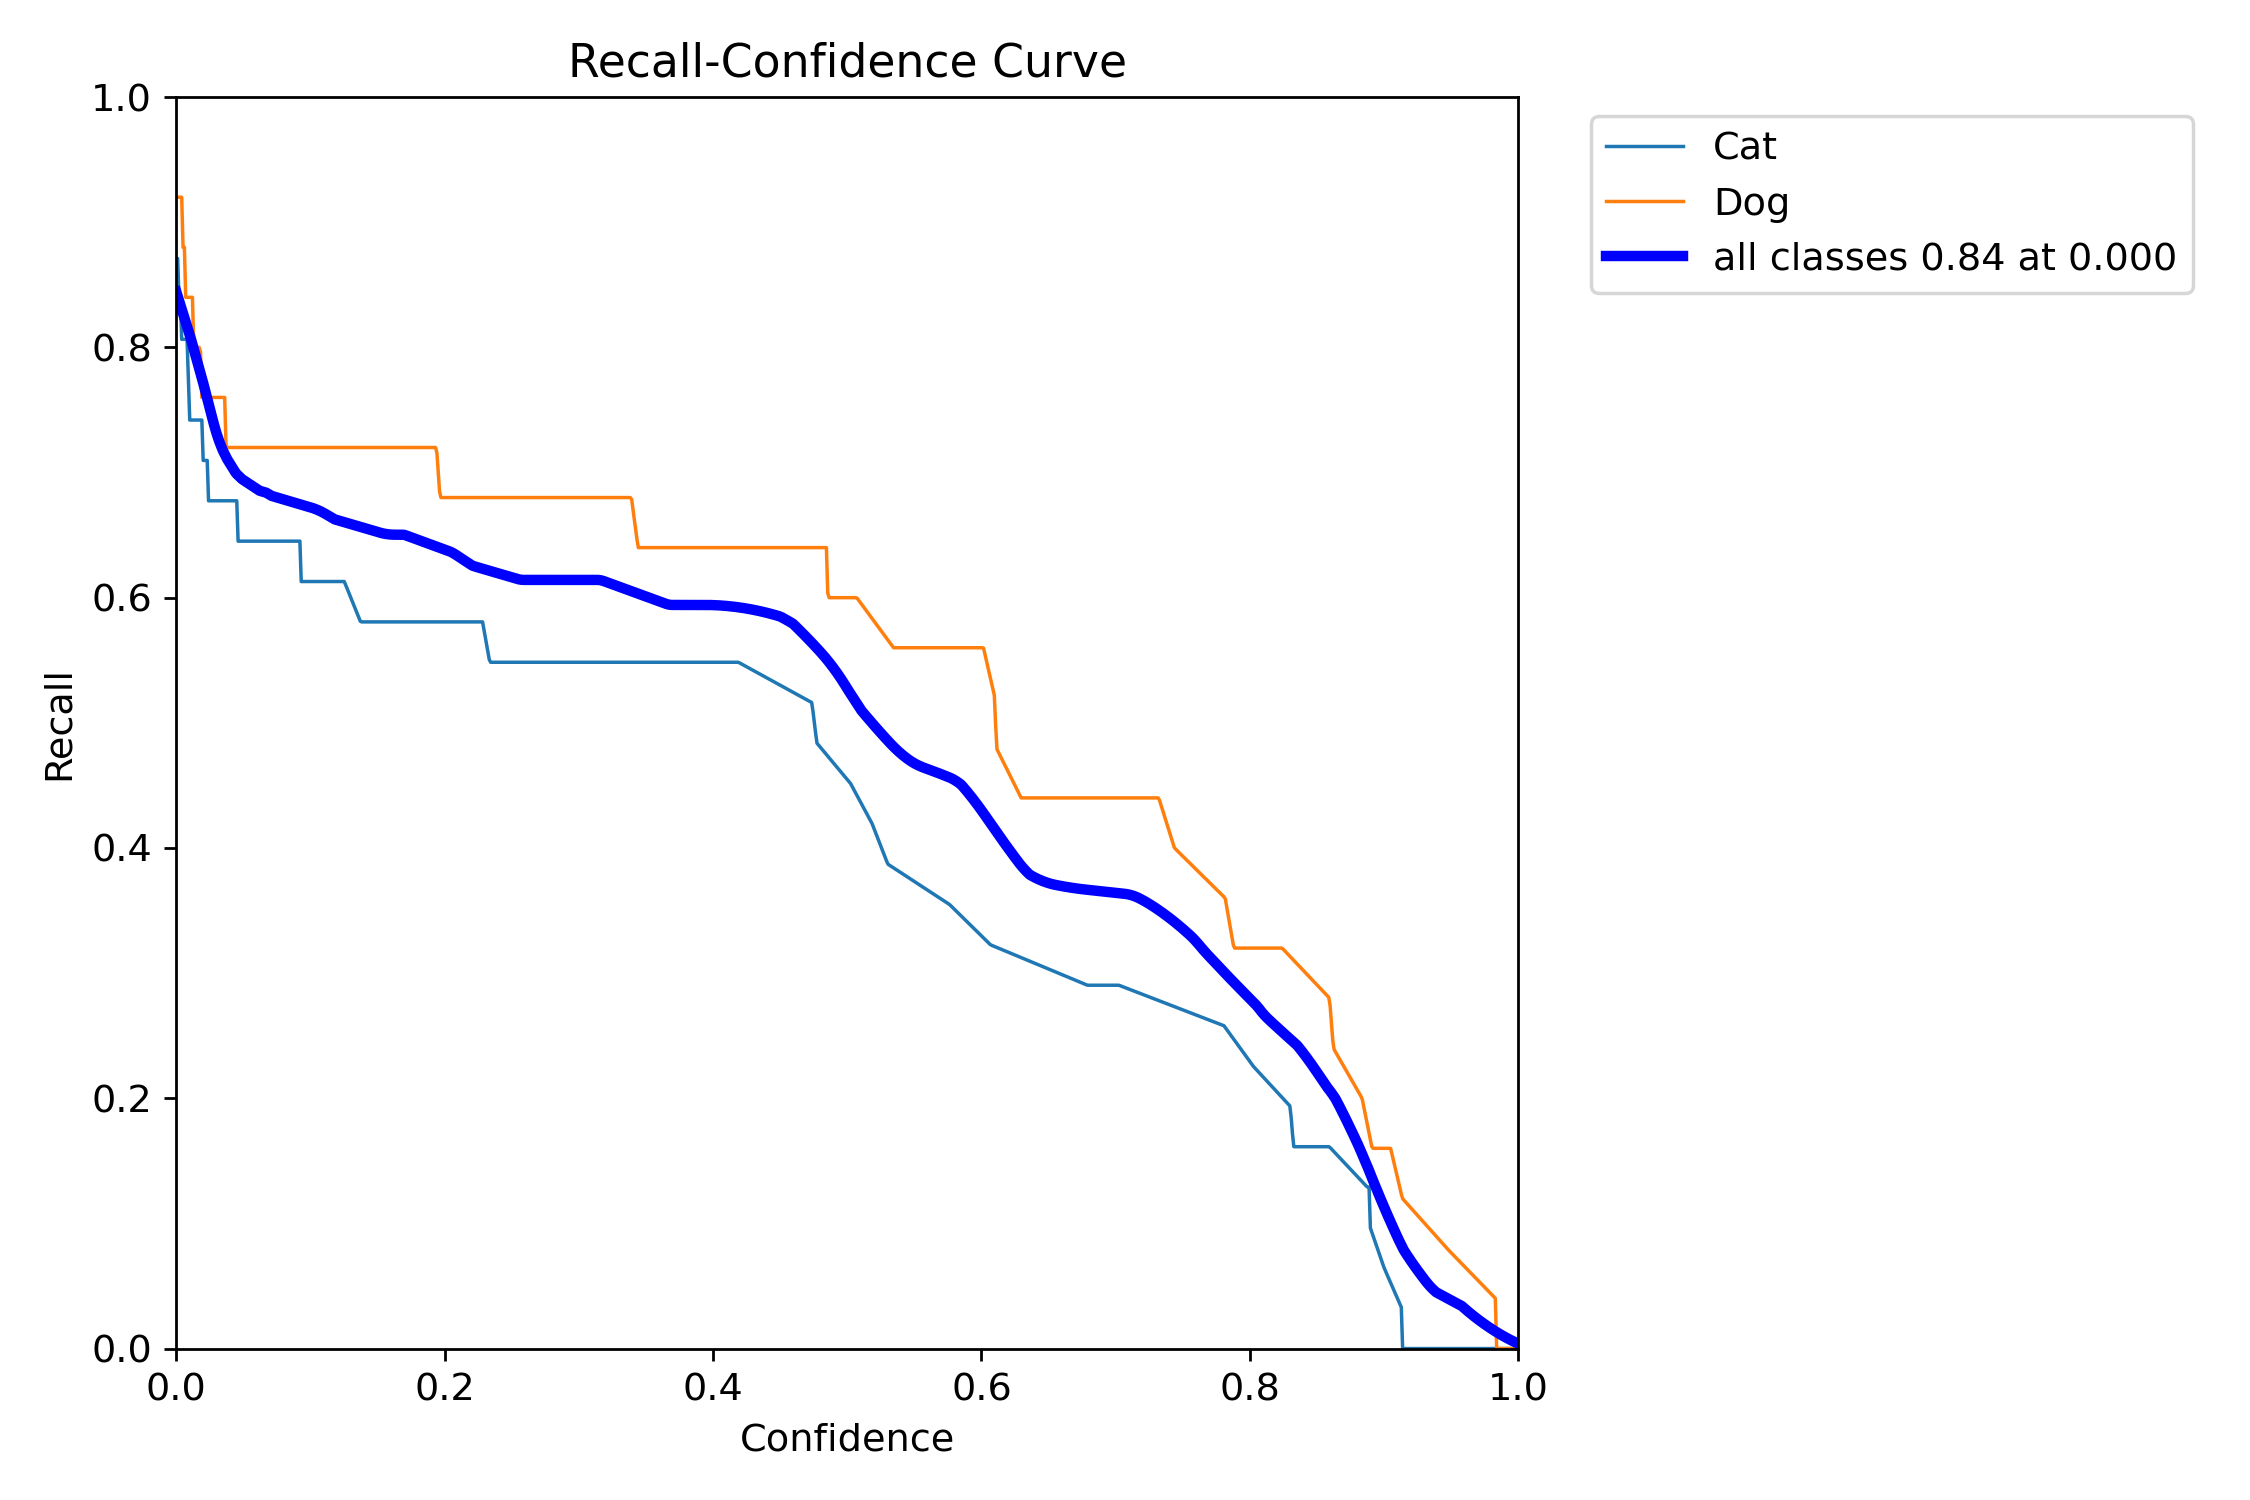 Recall-Confidence Curve
1.0
0.8
0.6
0.4
0.2
0.0
Recall
0.0 0.2 0.4 0.6 0.8 1.0
Confidence
Cat
Dog
all classes 0.84 at 0.000